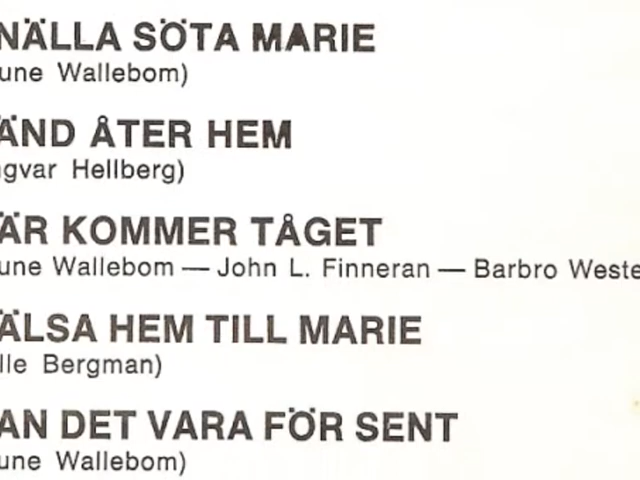 NÄLLA SÖTA MARIE
une Wallebom)
ÄND ÅTER HEM
gvar Hellberg)
ÄR KOMMER TÅGET
une Wallebom — John L. Finneran — Barbro Weste
ÄLSA HEM TILL MARIE
lle Bergman)
AN DET VARA FÖR SENT
une Wallebom)